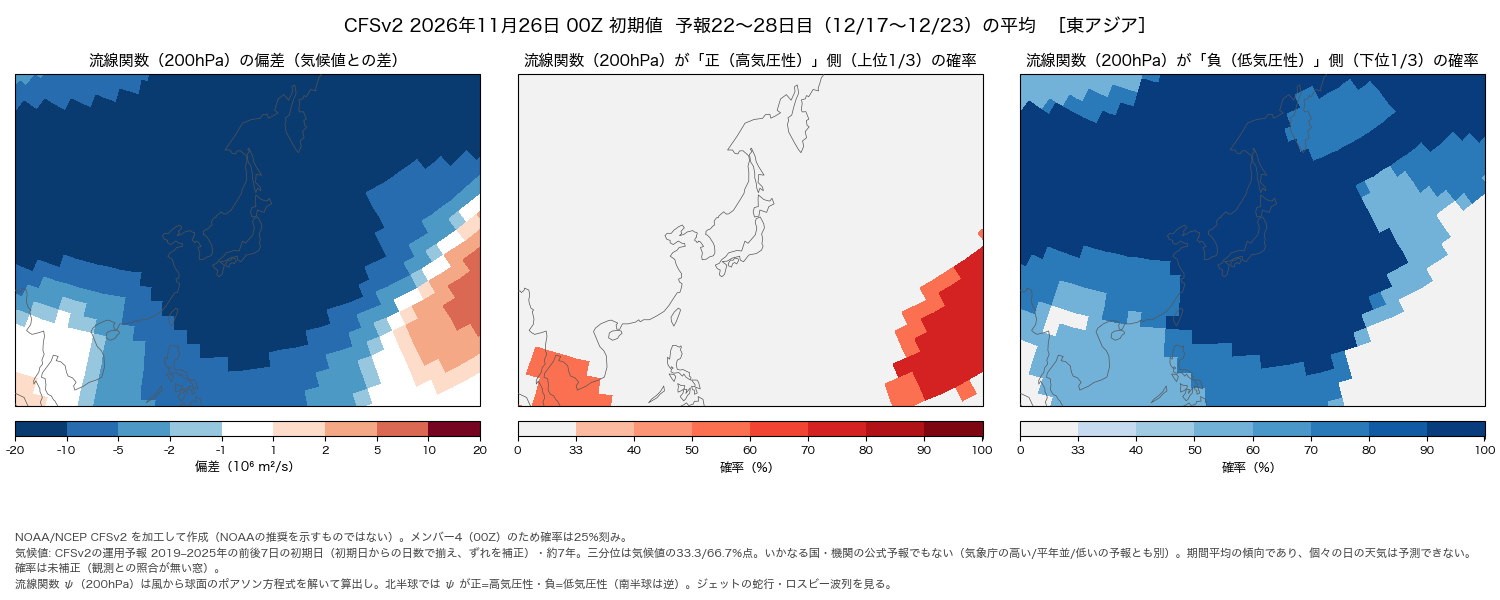 CFSv2 2026年11月26日 00Z 初期値 予報22～28日目（12/17～12/23）の平均 ［東アジア］
流線関数（200hPa）の偏差（気候値との差）
流線関数（200hPa）が「正（高気圧性）」側（上位1/3）の確率
流線関数（200hPa）が「負（低気圧性）」側（下位1/3）の確率
-20 -10 -5 -2 -1 1 2 5 10 20
偏差（10⁶ m²/s）
0 33 40 50 60 70 80 90 100
確率（%）
0 33 40 50 60 70 80 90 100
確率（%）
NOAA/NCEP CFSv2 を加工して作成（NOAAの推奨を示すものではない）。メンバー4（00Z）のため確率は25%刻み。
気候値: CFSv2の運用予報 2019–2025年の前後7日の初期日（初期日からの日数で揃え、ずれを補正）・約7年。三分位は気候値の33.3/66.7%点。いかなる国・機関の公式予報でもない（気象庁の高い/平年並/低いの予報とも別）。期間平均の傾向であり、個々の日の天気は予測できない。
確率は未補正（観測との照合が無い窓）。
流線関数 ψ（200hPa）は風から球面のポアソン方程式を解いて算出し。北半球では ψ が正=高気圧性・負=低気圧性（南半球は逆）。ジェットの蛇行・ロスビー波列を見る。